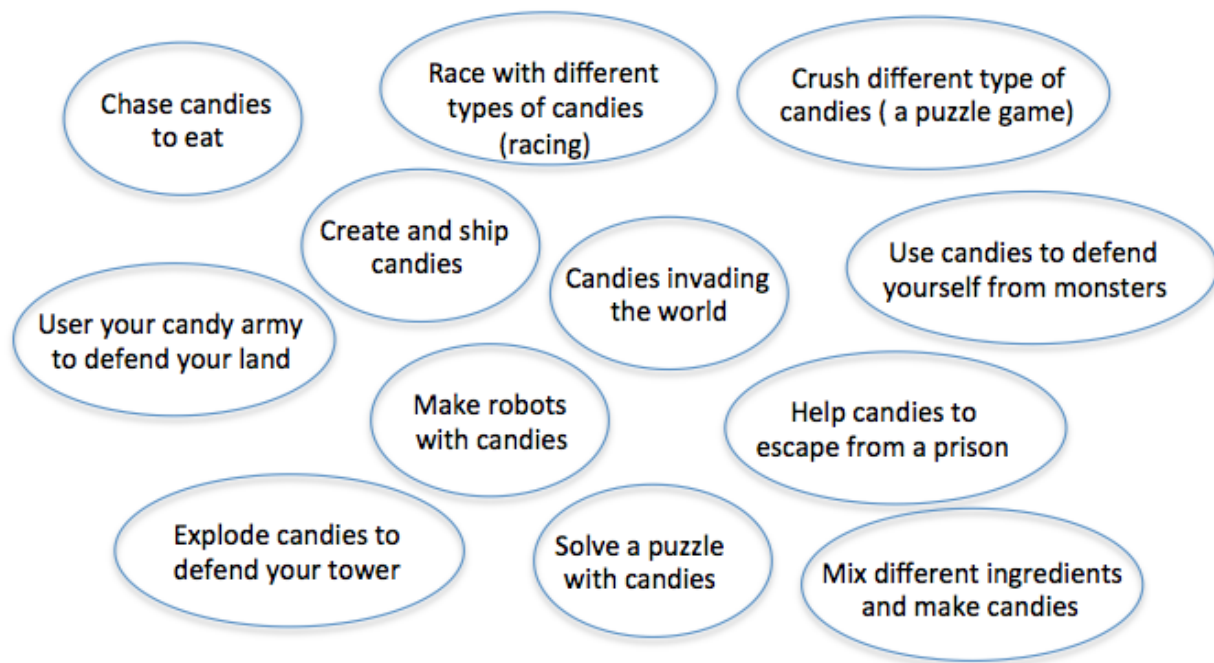 Chase candies
to eat
Race with different
types of candies
(racing)
Crush different type of
candies ( a puzzle game)
Create and ship
candies
Candies invading
the world
Use candies to defend
yourself from monsters
User your candy army
to defend your land
Make robots
with candies
Help candies to
escape from a prison
Explode candies to
defend your tower
Solve a puzzle
with candies
Mix different ingredients
and make candies